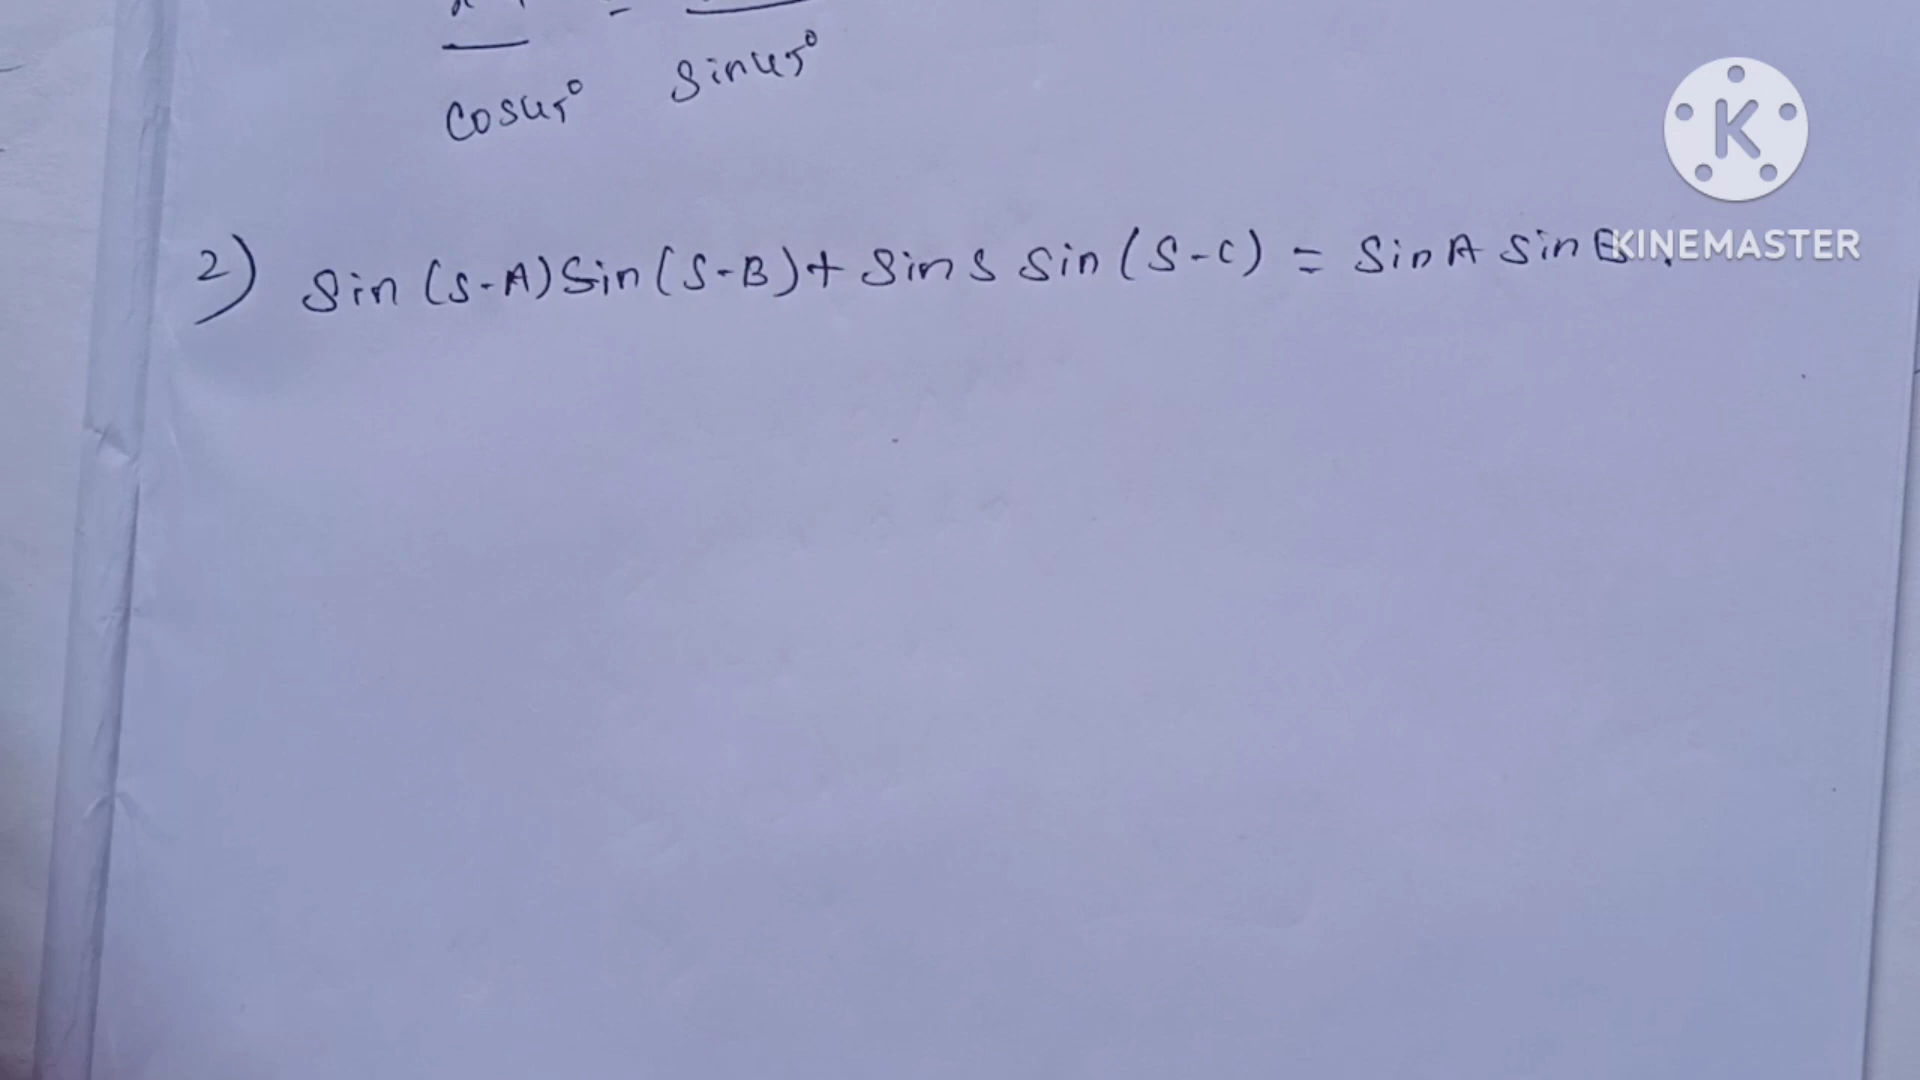 cos45° sin45°
K
KINEMASTER
2) Sin (S-A) Sin (S-B) + Sin S Sin (S-C) = Sin A Sin B.